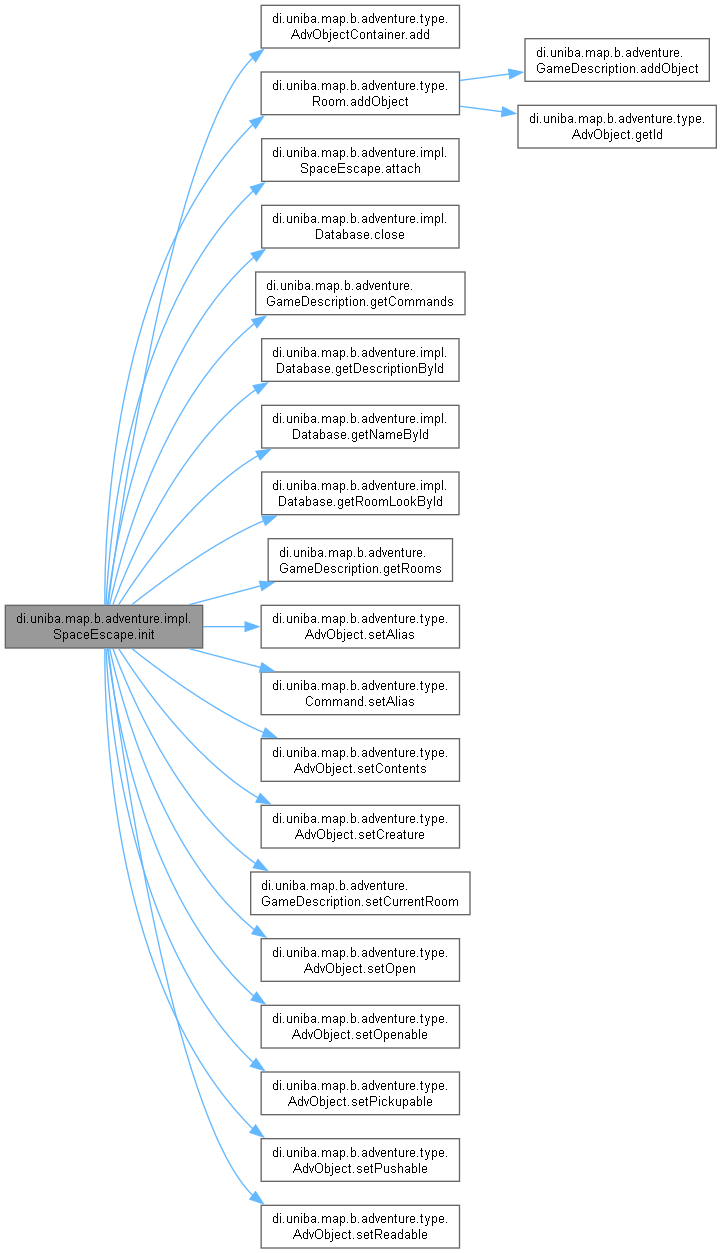 di.uniba.map.b.adventure.type.
AdvObjectContainer.add
di.uniba.map.b.adventure.type.
Room.addObject
di.uniba.map.b.adventure.
GameDescription.addObject
di.uniba.map.b.adventure.type.
AdvObject.getId
di.uniba.map.b.adventure.impl.
SpaceEscape.attach
di.uniba.map.b.adventure.impl.
Database.close
di.uniba.map.b.adventure.
GameDescription.getCommands
di.uniba.map.b.adventure.impl.
Database.getDescriptionById
di.uniba.map.b.adventure.impl.
Database.getNameById
di.uniba.map.b.adventure.impl.
Database.getRoomLookById
di.uniba.map.b.adventure.
GameDescription.getRooms
di.uniba.map.b.adventure.impl.
SpaceEscape.init
di.uniba.map.b.adventure.type.
AdvObject.setAlias
di.uniba.map.b.adventure.type.
Command.setAlias
di.uniba.map.b.adventure.type.
AdvObject.setContents
di.uniba.map.b.adventure.type.
AdvObject.setCreature
di.uniba.map.b.adventure.
GameDescription.setCurrentRoom
di.uniba.map.b.adventure.type.
AdvObject.setOpen
di.uniba.map.b.adventure.type.
AdvObject.setOpenable
di.uniba.map.b.adventure.type.
AdvObject.setPickupable
di.uniba.map.b.adventure.type.
AdvObject.setPushable
di.uniba.map.b.adventure.type.
AdvObject.setReadable